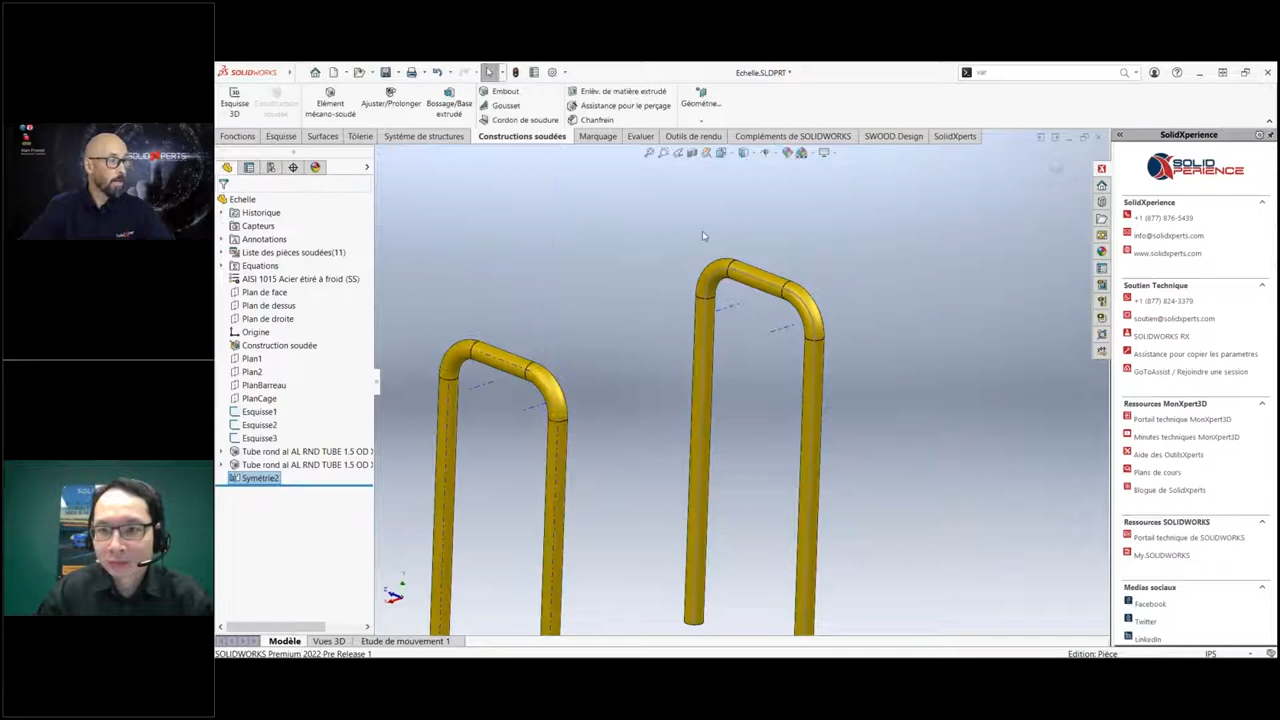 SOLIDWORKS
Echelle.SLDPRT *
var
Esquisse 3D
Construction soudée
Elément mécano-soudé
Ajuster/Prolonger
Bossage/Base extrudé
Embout
Gousset
Cordon de soudure
Enlèv. de matière extrudé
Assistance pour le perçage
Chanfrein
Géométrie...
Fonctions
Esquisse
Surfaces
Tôlerie
Système de structures
Constructions soudées
Marquage
Evaluer
Outils de rendu
Compléments de SOLIDWORKS
SWOOD Design
SolidXperts
Echelle
Historique
Capteurs
Annotations
Liste des pièces soudées(11)
Equations
AISI 1015 Acier étiré à froid (SS)
Plan de face
Plan de dessus
Plan de droite
Origine
Construction soudée
Plan1
Plan2
PlanBarreau
PlanCage
Esquisse1
Esquisse2
Esquisse3
Tube rond al AL RND TUBE 1.5 OD
Tube rond al AL RND TUBE 1.5 OD
Symétrie2
Modèle
Vues 3D
Etude de mouvement 1
SOLIDWORKS Premium 2022 Pre Release 1
Edition: Pièce
IPS
SolidXperience
SOLID XPERIENCE
SolidXperience
+1 (877) 876-5439
info@solidxperts.com
www.solidxperts.com
Soutien Technique
+1 (877) 824-3379
soutien@solidxperts.com
SOLIDWORKS RX
Assistance pour copier les parametres
GoToAssist / Rejoindre une session
Ressources MonXpert3D
Portail technique MonXpert3D
Minutes techniques MonXpert3D
Aide des OutilsXperts
Plans de cours
Blogue de SolidXperts
Ressources SOLIDWORKS
Portail technique de SOLIDWORKS
My.SOLIDWORKS
Medias sociaux
Facebook
Twitter
LinkedIn
SOLIDXPERTS